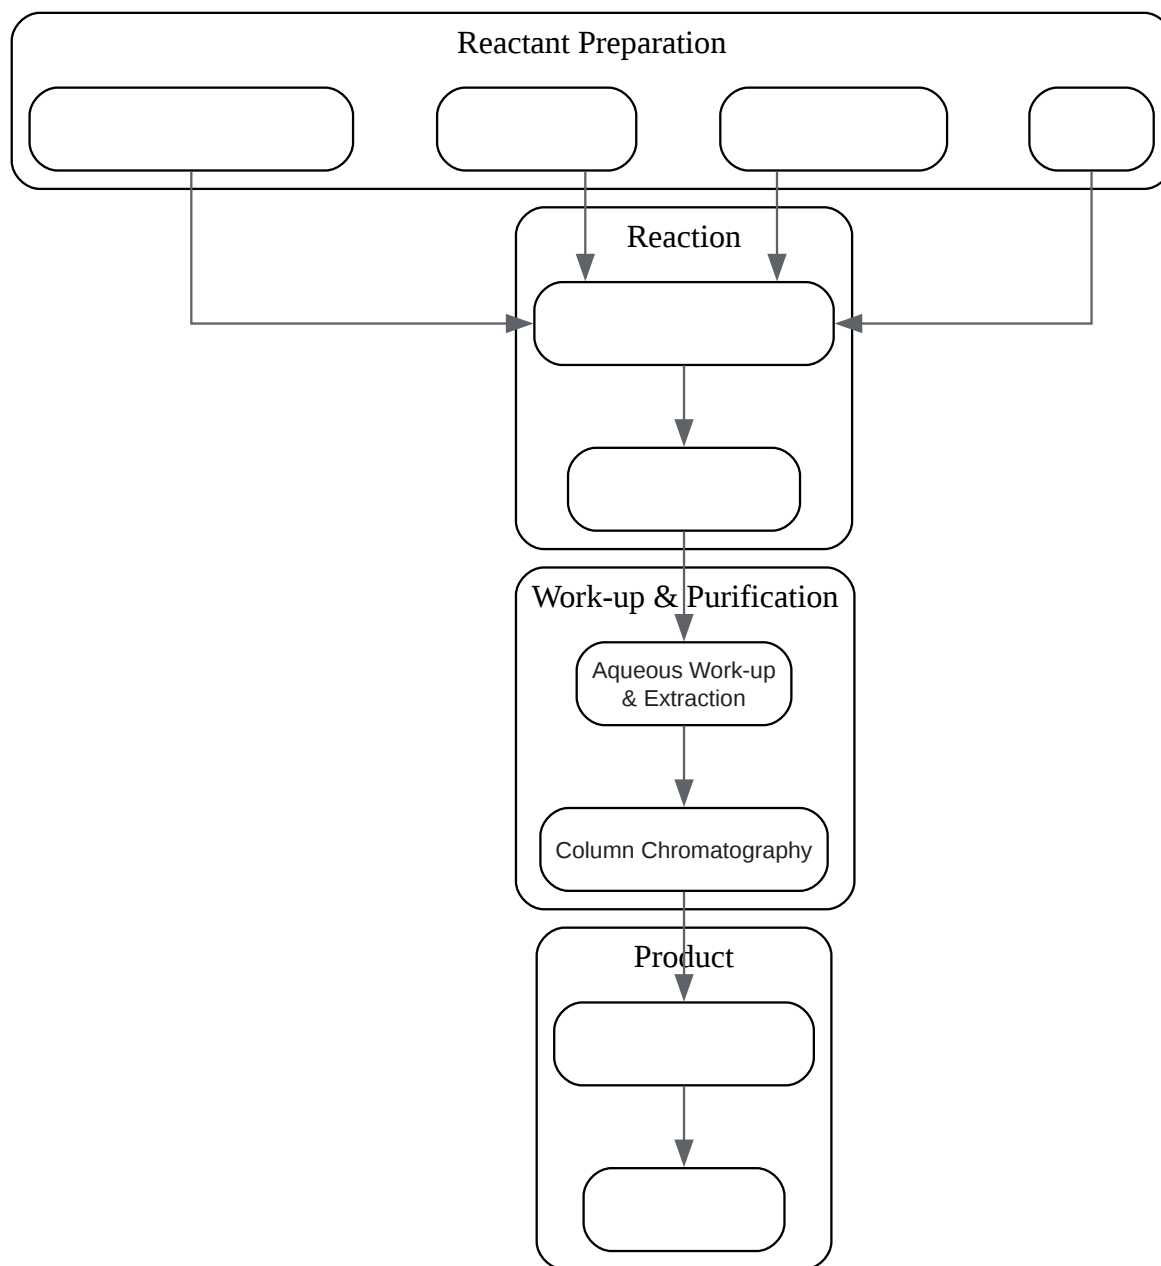 Reactant Preparation
Reaction
Work-up & Purification
Aqueous Work-up
& Extraction
Column Chromatography
Product